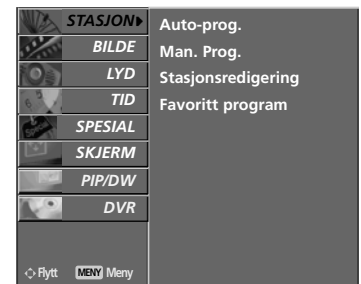 STASJON
BILDE
LYD
TID
SPESIAL
SKJERM
PIP/DW
DVR
Flytt MENY Meny
Auto-prog.
Man. Prog.
Stasjonsredigering
Favoritt program